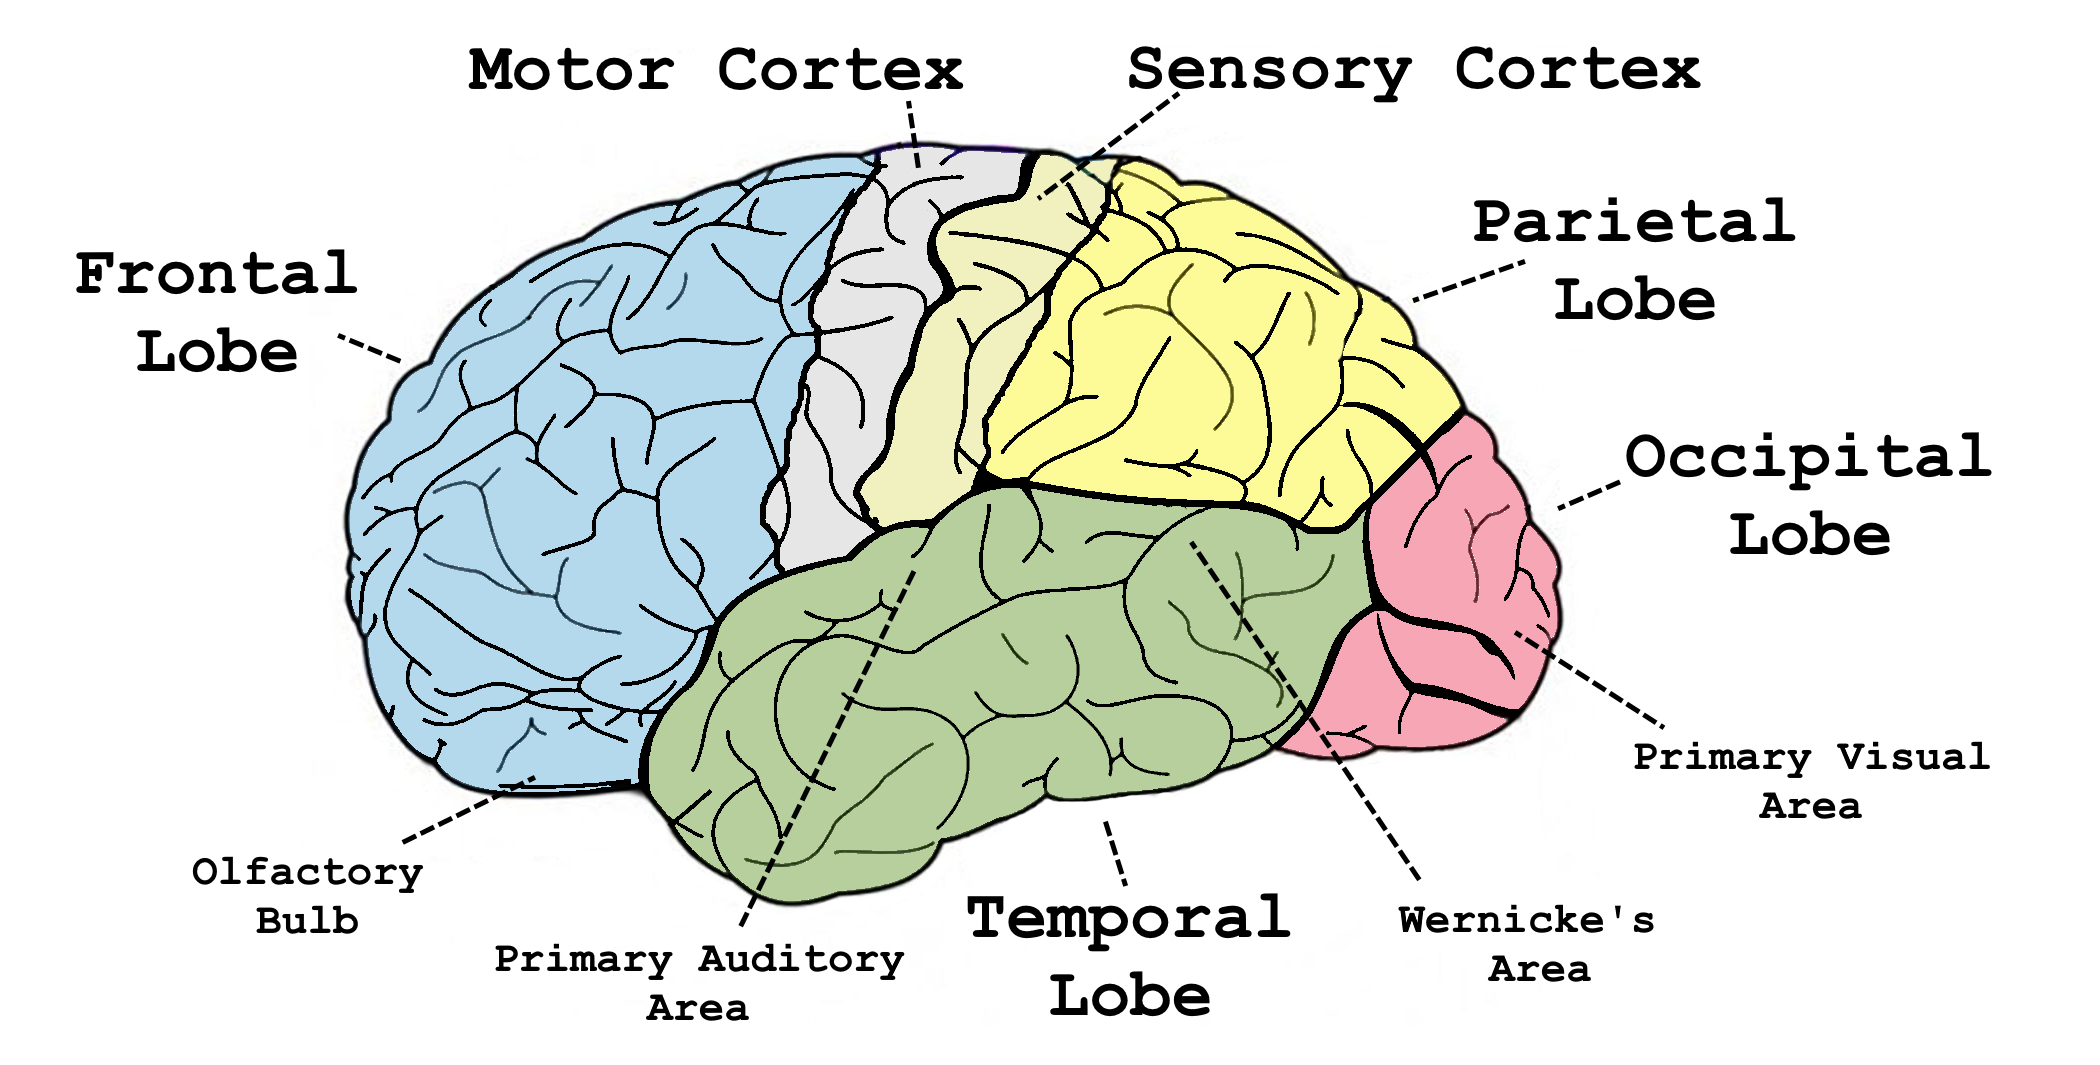 Motor Cortex
Sensory Cortex
Frontal
Lobe
Parietal
Lobe
Occipital
Lobe
Primary Visual
Area
Olfactory
Bulb
Primary Auditory
Area
Temporal
Lobe
Wernicke's
Area